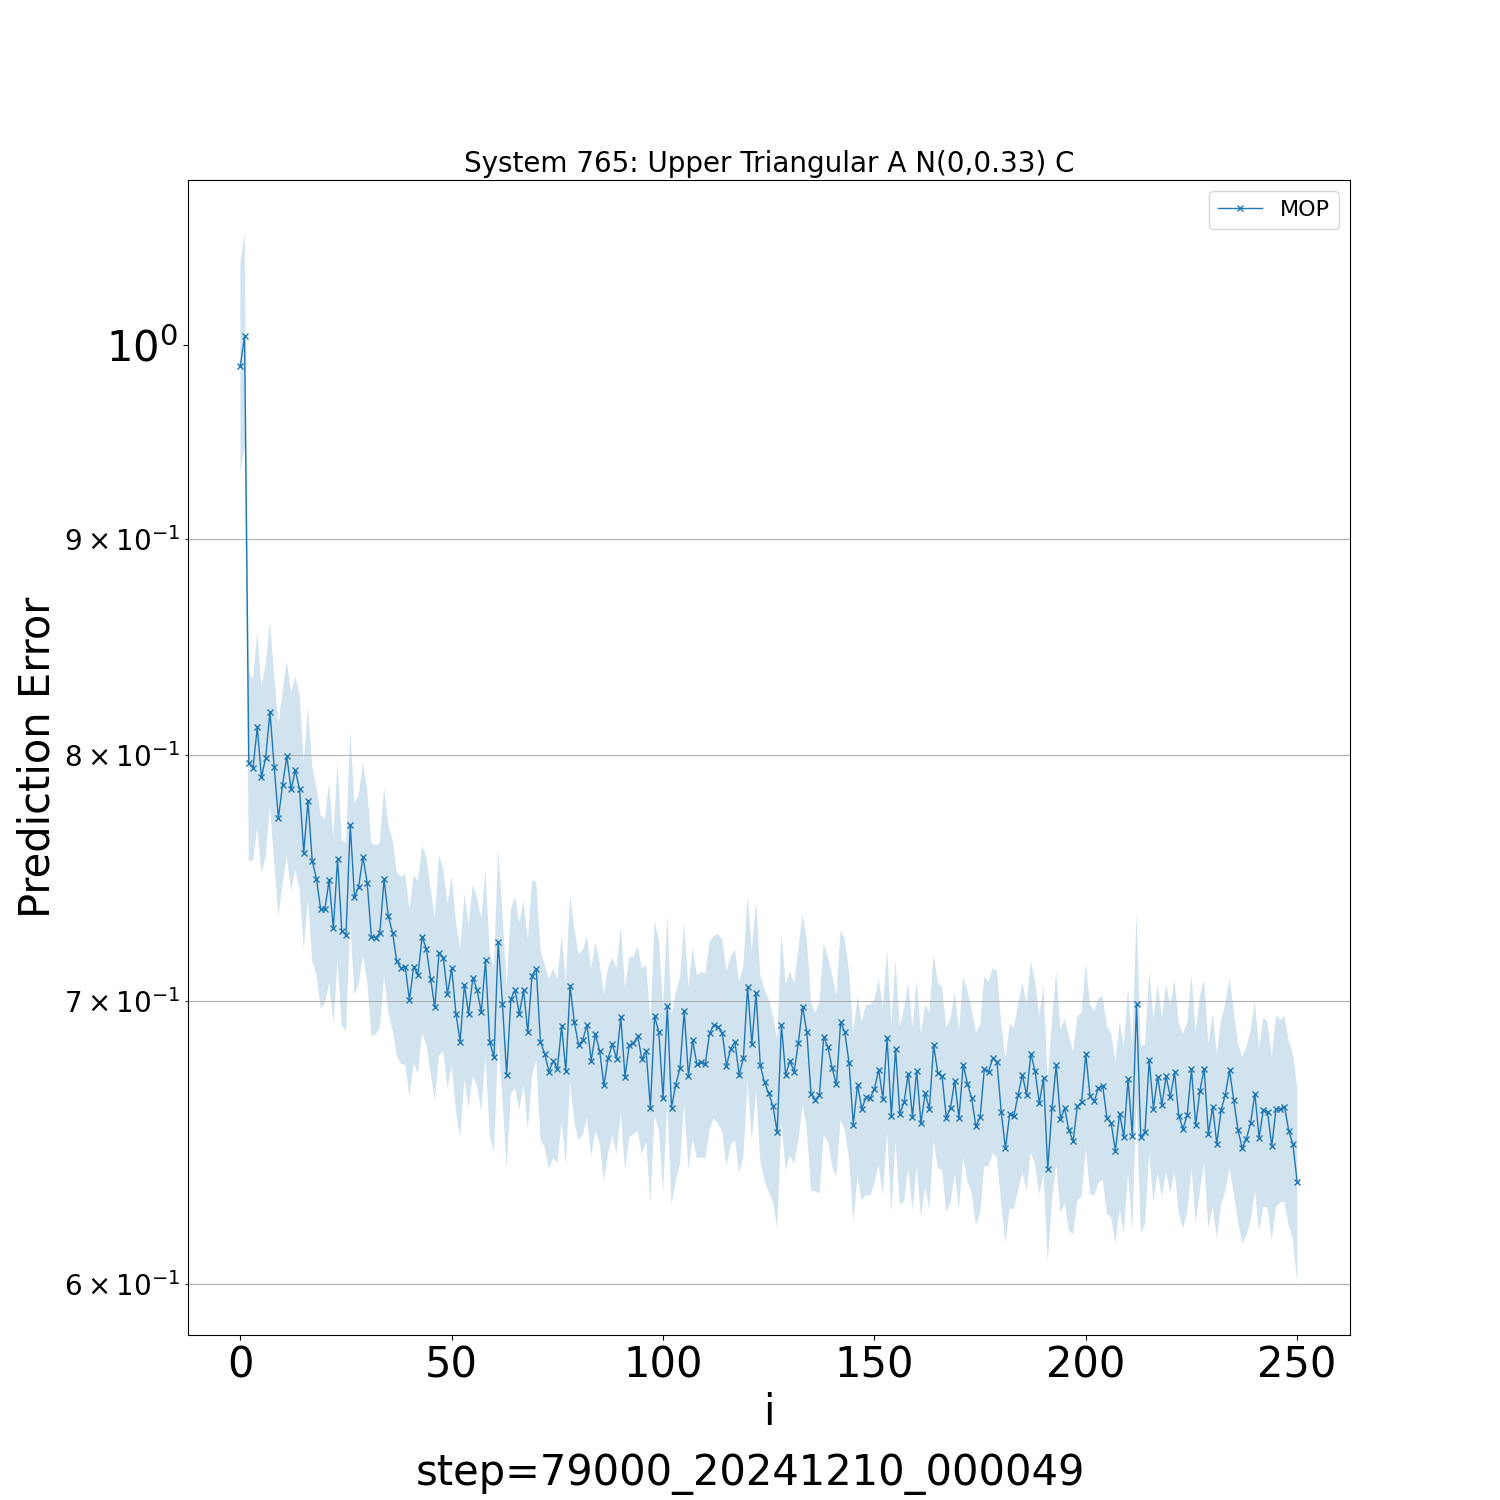 System 765: Upper Triangular A N(0,0.33) C
MOP
10⁰
9 × 10⁻¹
8 × 10⁻¹
7 × 10⁻¹
6 × 10⁻¹
Prediction Error
0 50 100 150 200 250
i
step=79000_20241210_000049